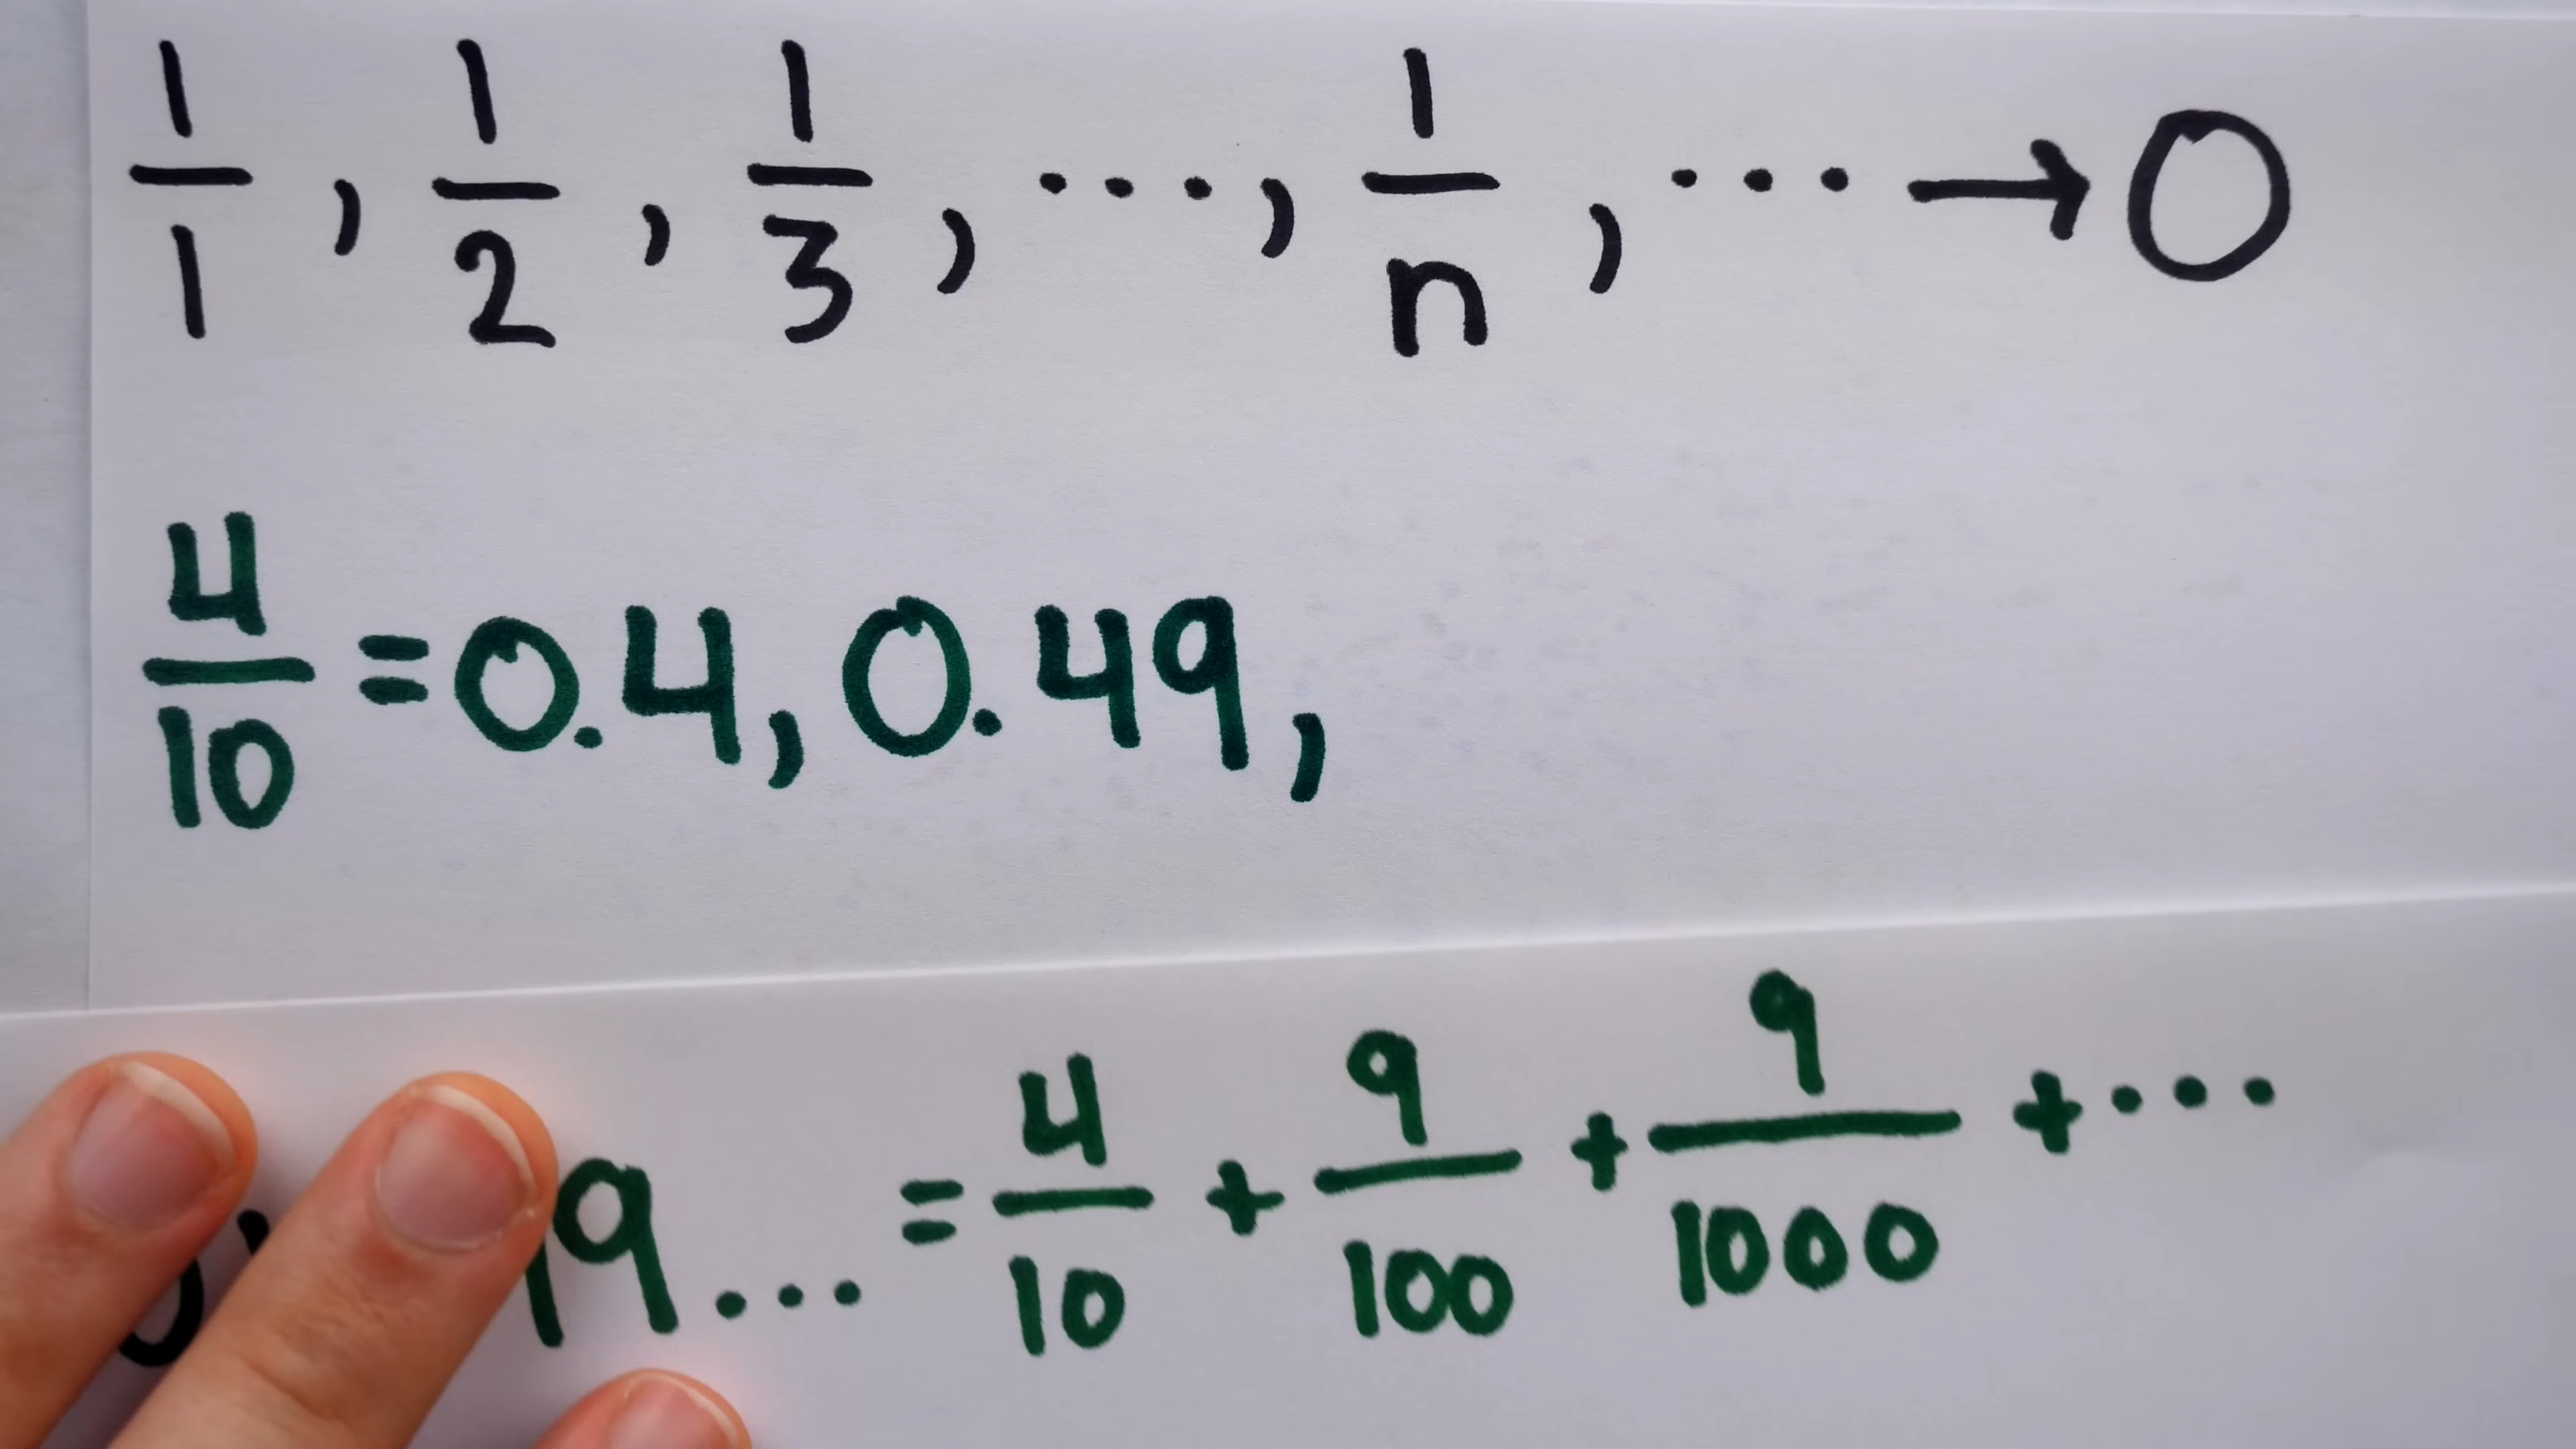 1/1, 1/2, 1/3, ..., 1/n, ... → 0
4/10 = 0.4, 0.49,
9... = 4/10 + 9/100 + 9/1000 + ...